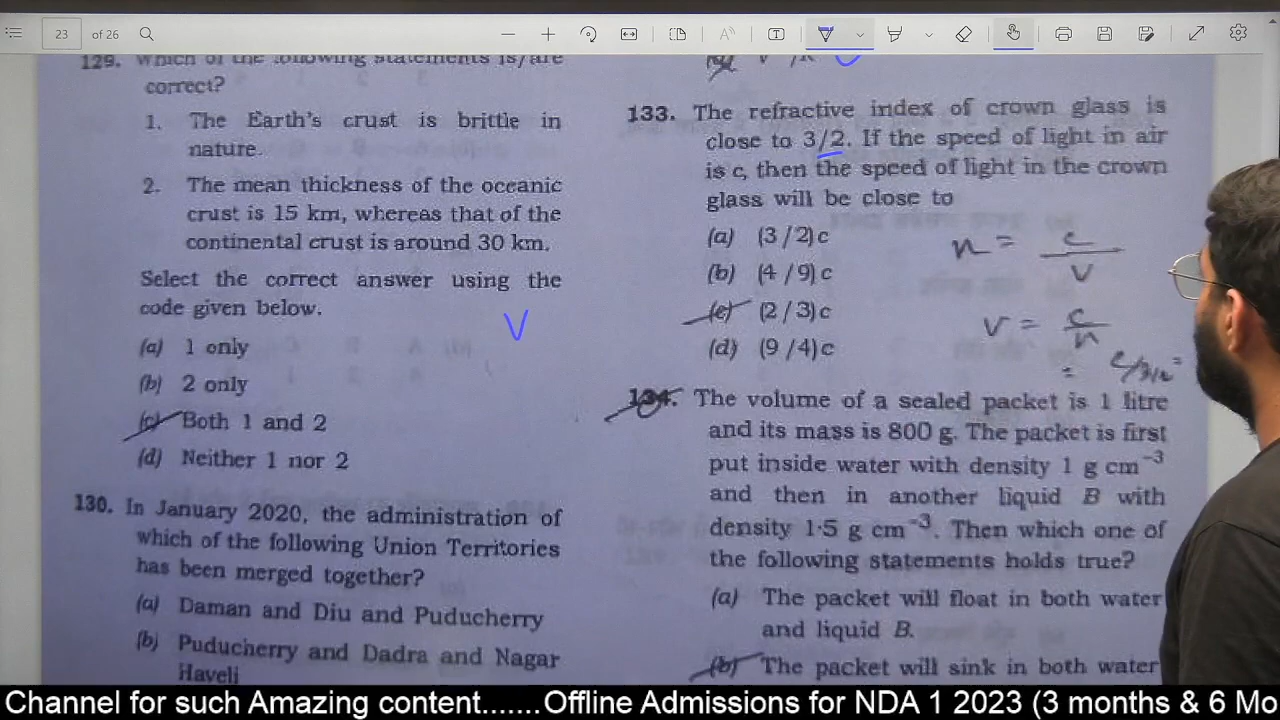 23 of 26
129. Which of the following statements is/are
correct?
1. The Earth's crust is brittle in
nature.
2. The mean thickness of the oceanic
crust is 15 km, whereas that of the
continental crust is around 30 km.
Select the correct answer using the
code given below.
(a) 1 only
(b) 2 only
(c) Both 1 and 2
(d) Neither 1 nor 2
V
130. In January 2020, the administration of
which of the following Union Territories
has been merged together?
(a) Daman and Diu and Puducherry
(b) Puducherry and Dadra and Nagar
Haveli
133. The refractive index of crown glass is
close to 3/2. If the speed of light in air
is c, then the speed of light in the crown
glass will be close to
(a) (3/2)c
(b) (4/9)c
(c) (2/3)c
(d) (9/4)c
n = c
V
V = c
n
= c/3/2 =
134. The volume of a sealed packet is 1 litre
and its mass is 800 g. The packet is first
put inside water with density 1 g cm⁻³
and then in another liquid B with
density 1·5 g cm⁻³. Then which one of
the following statements holds true?
(a) The packet will float in both water
and liquid B.
(b) The packet will sink in both water
Channel for such Amazing content....... Offline Admissions for NDA 1 2023 (3 months & 6 Mo